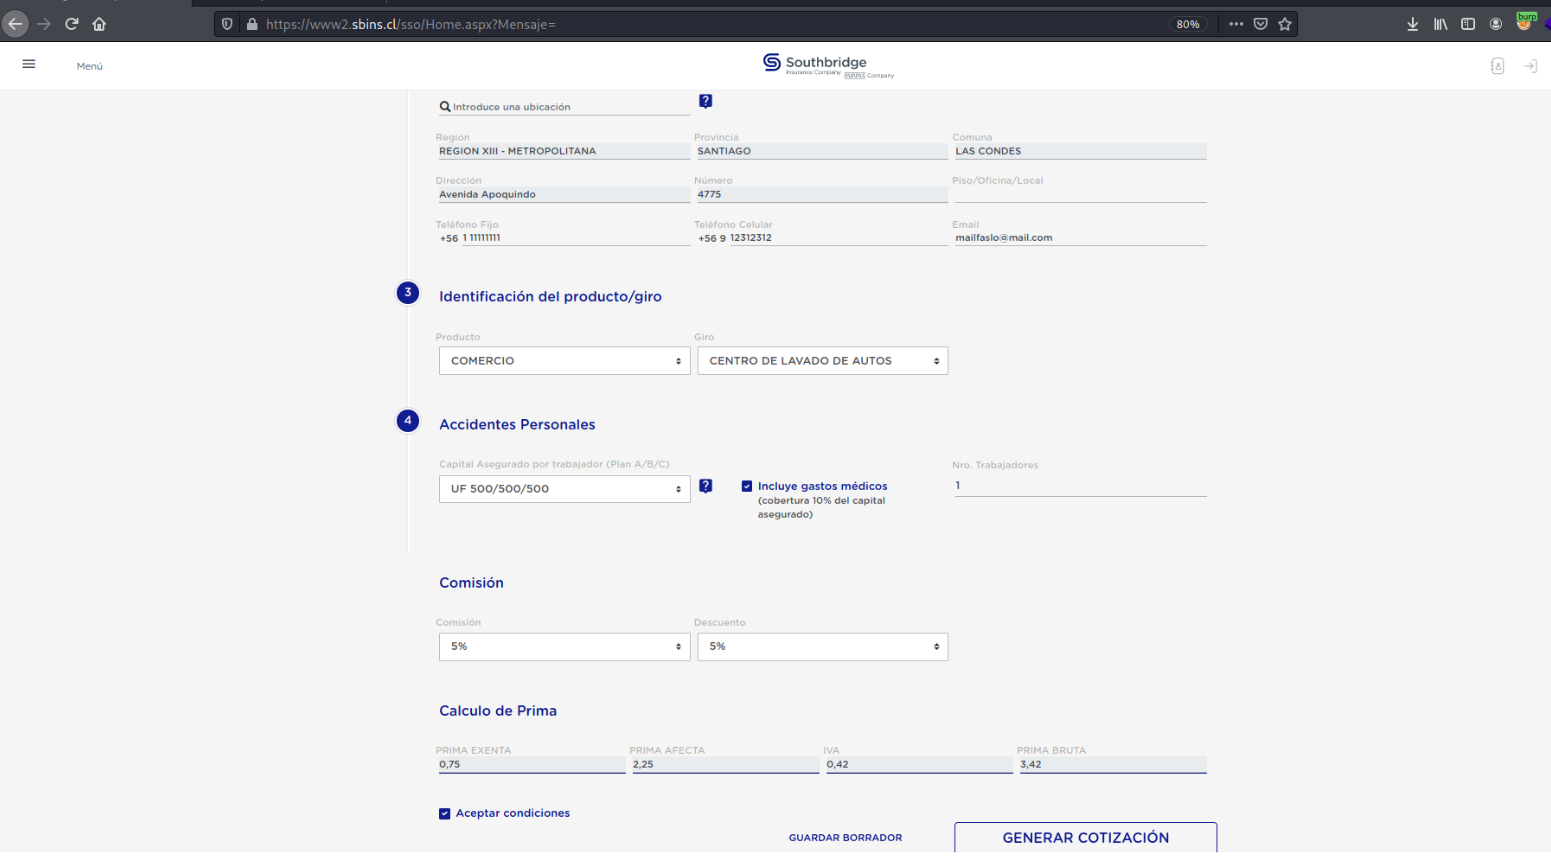 https://www2.sbins.cl/sso/Home.aspx?Mensaje=
80%
burp
Menú
Southbridge
Insurance Company FAIRFAX Company
Introduce una ubicación
?
Región
Provincia
Comuna
REGION XIII - METROPOLITANA
SANTIAGO
LAS CONDES
Dirección
Número
Piso/Oficina/Local
Avenida Apoquindo
4775
Teléfono Fijo
Teléfono Celular
Email
+56 1 11111111
+56 9 12312312
mailfaslo@mail.com
3
Identificación del producto/giro
Producto
Giro
COMERCIO
CENTRO DE LAVADO DE AUTOS
4
Accidentes Personales
Capital Asegurado por trabajador (Plan A/B/C)
Nro. Trabajadores
UF 500/500/500
?
Incluye gastos médicos
(cobertura 10% del capital
asegurado)
1
Comisión
Comisión
Descuento
5%
5%
Calculo de Prima
PRIMA EXENTA
PRIMA AFECTA
IVA
PRIMA BRUTA
0,75
2,25
0,42
3,42
Aceptar condiciones
GUARDAR BORRADOR
GENERAR COTIZACIÓN